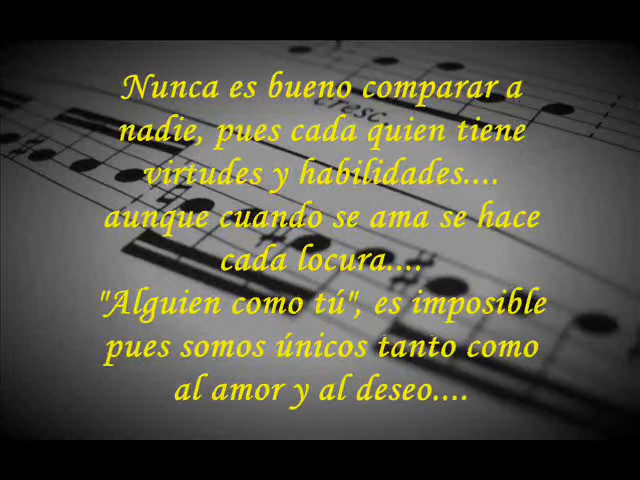 Nunca es bueno comparar a
cresc.
nadie, pues cada quien tiene
virtudes y habilidades....
aunque cuando se ama se hace
cada locura....
"Alguien como tú", es imposible
pues somos únicos tanto como
al amor y al deseo....